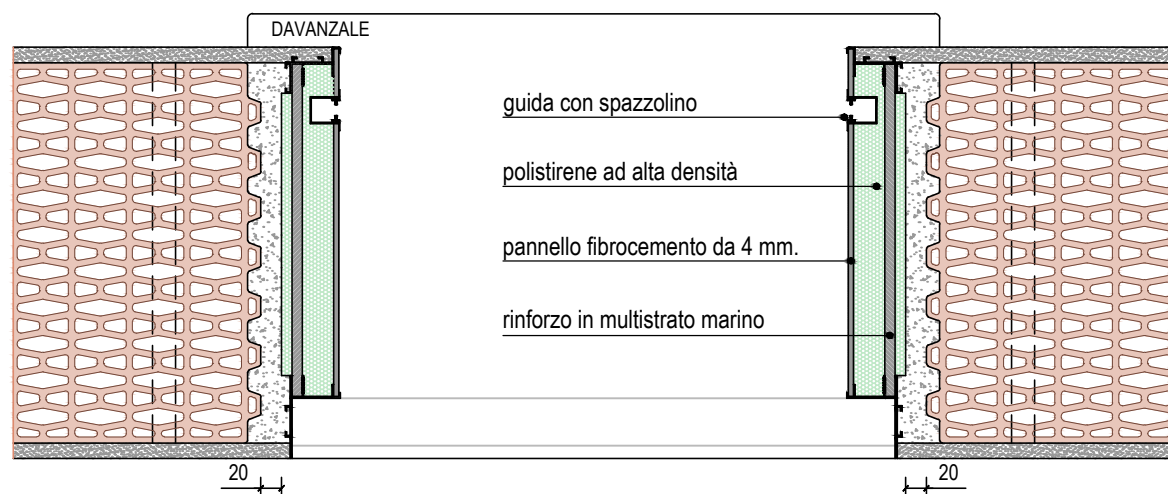 DAVANZALE
guida con spazzolino
polistirene ad alta densità
pannello fibrocemento da 4 mm.
rinforzo in multistrato marino
20
20